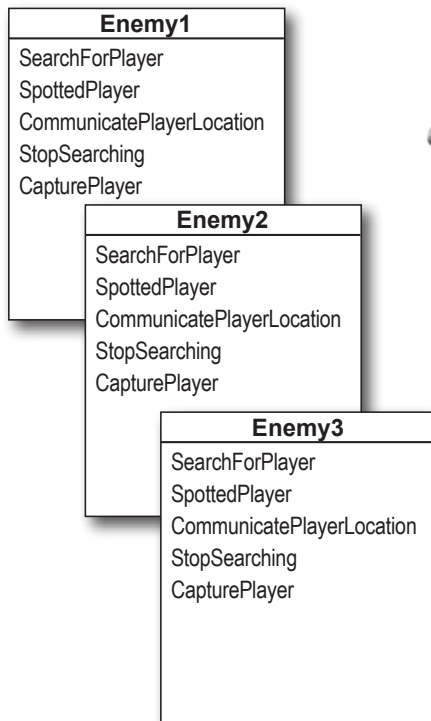 Enemy1
SearchForPlayer
SpottedPlayer
CommunicatePlayerLocation
StopSearching
CapturePlayer
Enemy2
SearchForPlayer
SpottedPlayer
CommunicatePlayerLocation
StopSearching
CapturePlayer
Enemy3
SearchForPlayer
SpottedPlayer
CommunicatePlayerLocation
StopSearching
CapturePlayer